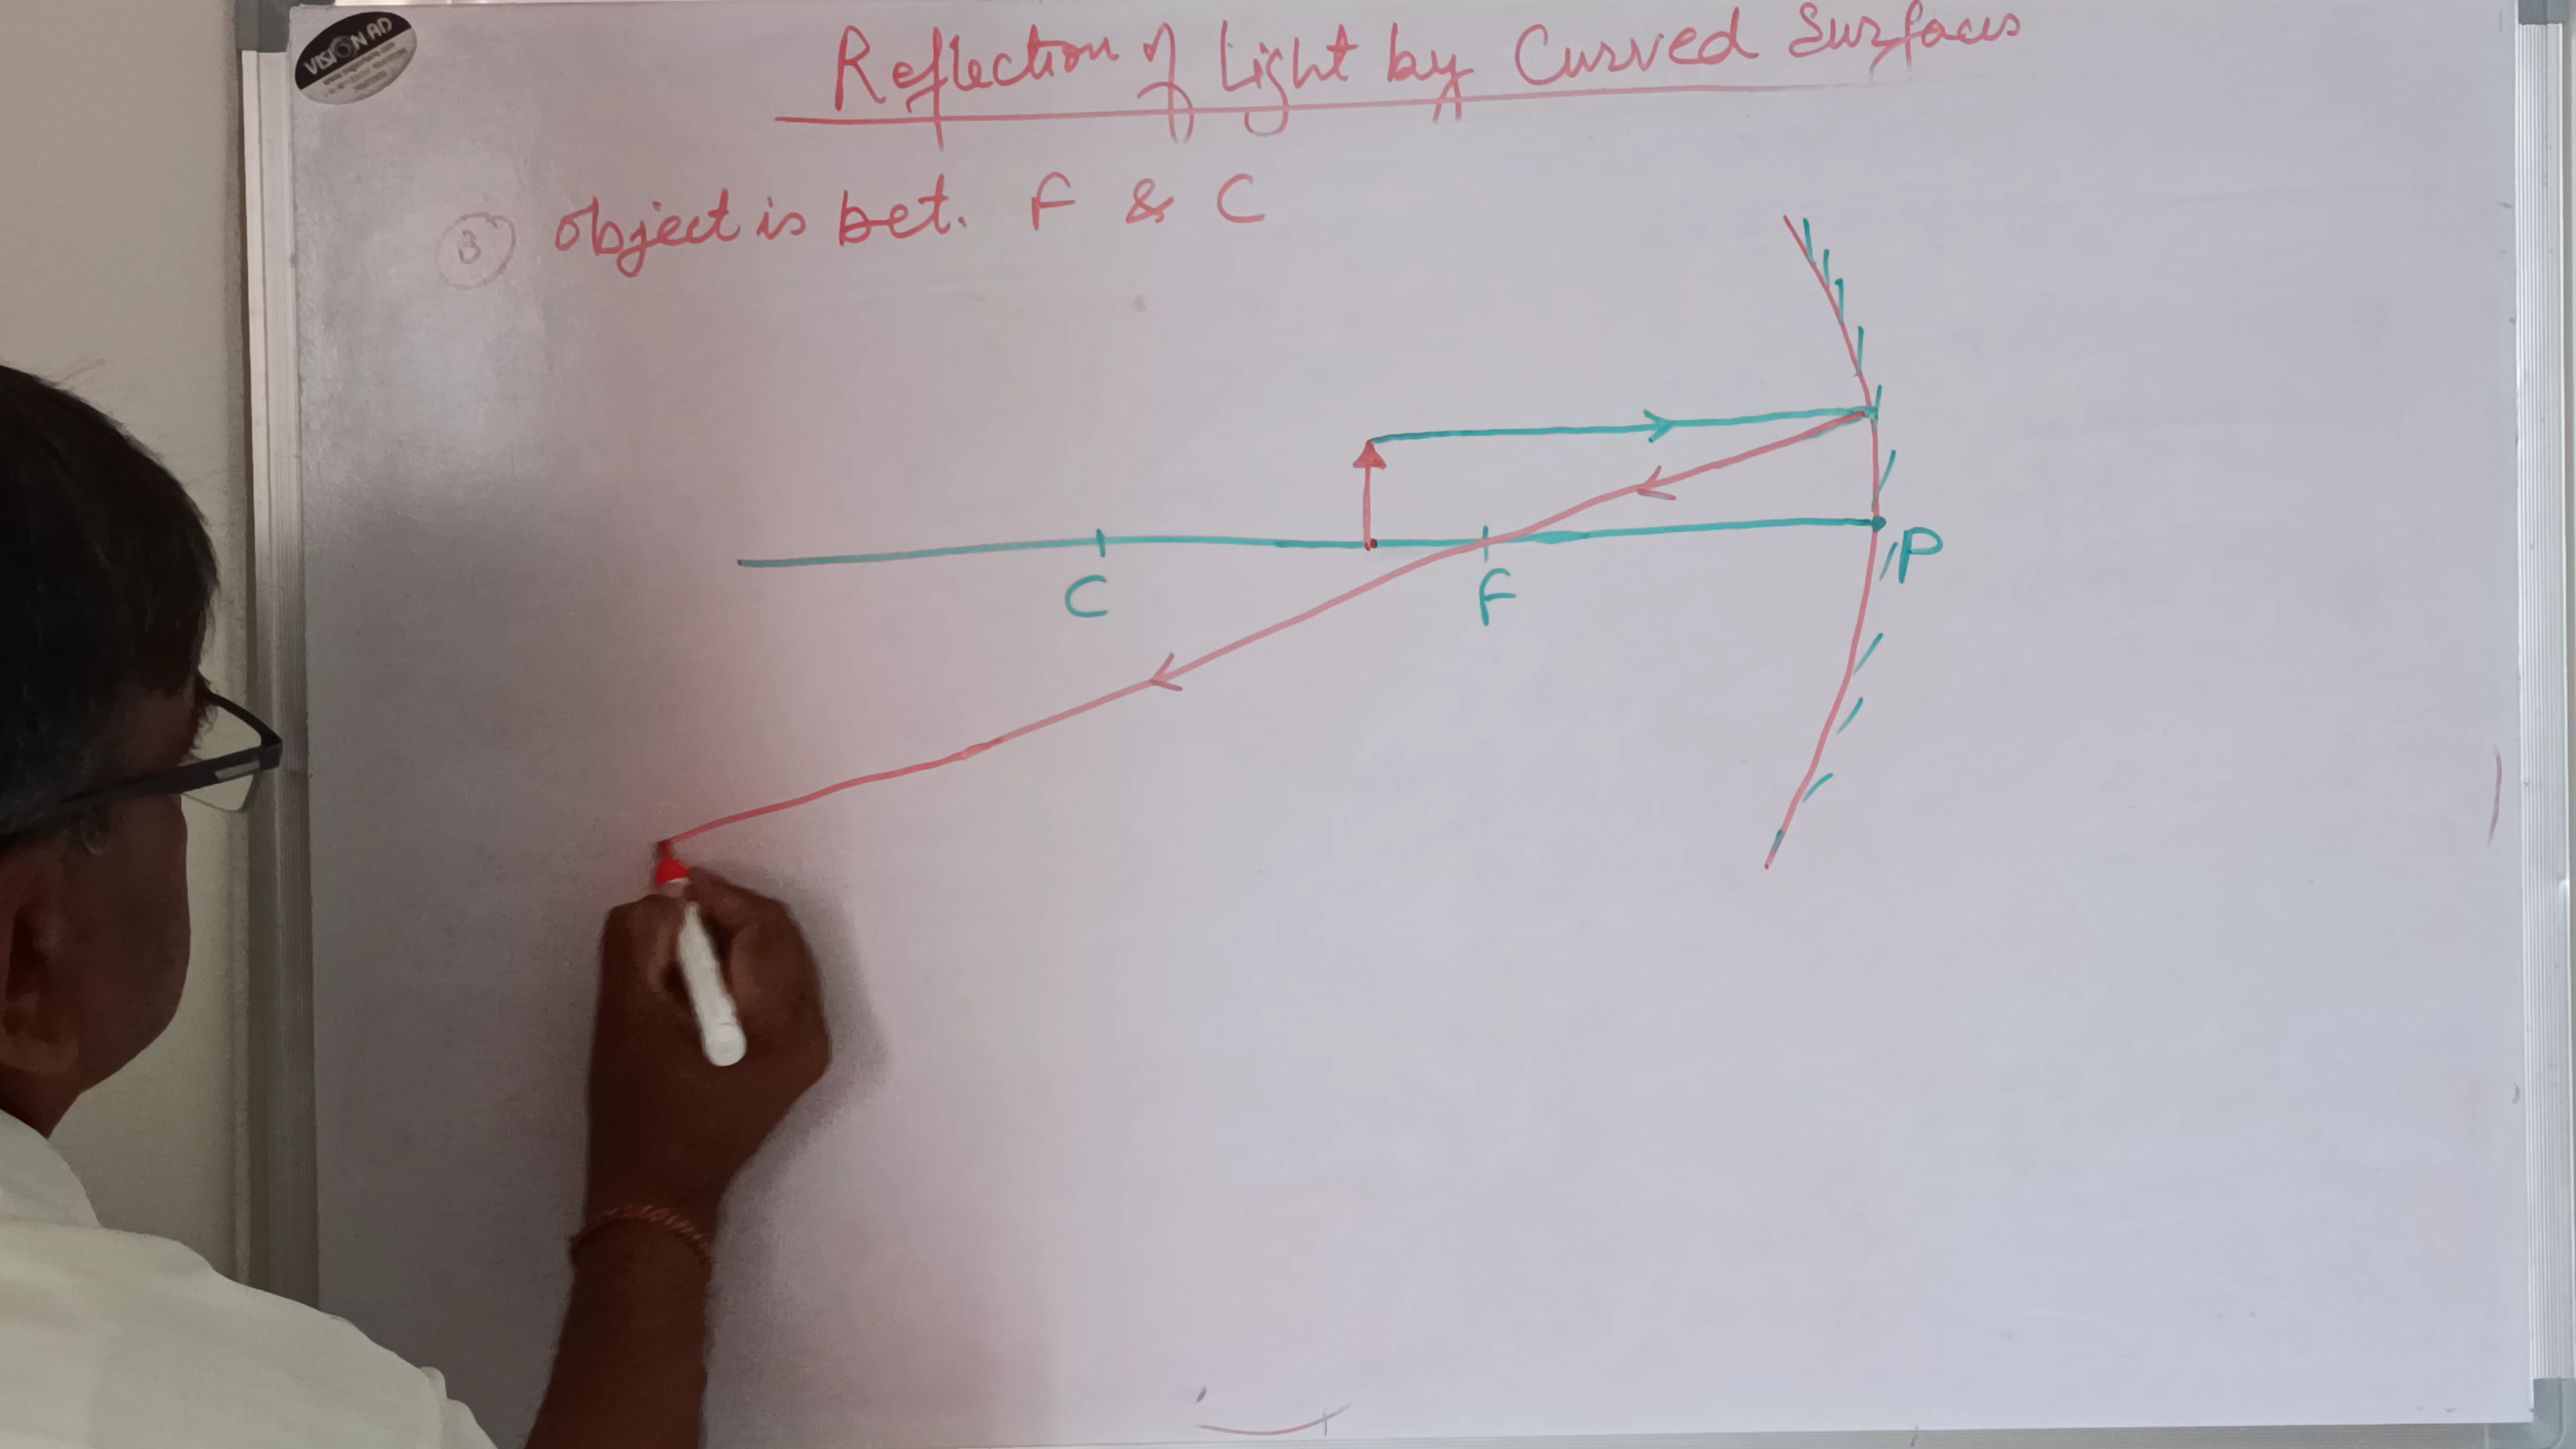 VISION AD
Reflection of Light by Curved Surfaces
3 object is bet. F & C
C
F
P